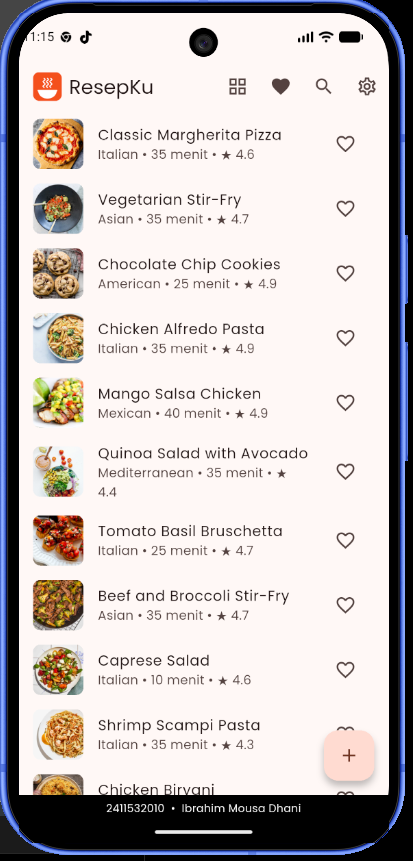 1:15
ResepKu
Classic Margherita Pizza
Italian • 35 menit • ★ 4.6
Vegetarian Stir-Fry
Asian • 35 menit • ★ 4.7
Chocolate Chip Cookies
American • 25 menit • ★ 4.9
Chicken Alfredo Pasta
Italian • 35 menit • ★ 4.9
Mango Salsa Chicken
Mexican • 40 menit • ★ 4.9
Quinoa Salad with Avocado
Mediterranean • 35 menit • ★
4.4
Tomato Basil Bruschetta
Italian • 25 menit • ★ 4.7
Beef and Broccoli Stir-Fry
Asian • 35 menit • ★ 4.7
Caprese Salad
Italian • 10 menit • ★ 4.6
Shrimp Scampi Pasta
Italian • 35 menit • ★ 4.3
Chicken Biryani
2411532010 • Ibrahim Mousa Dhani